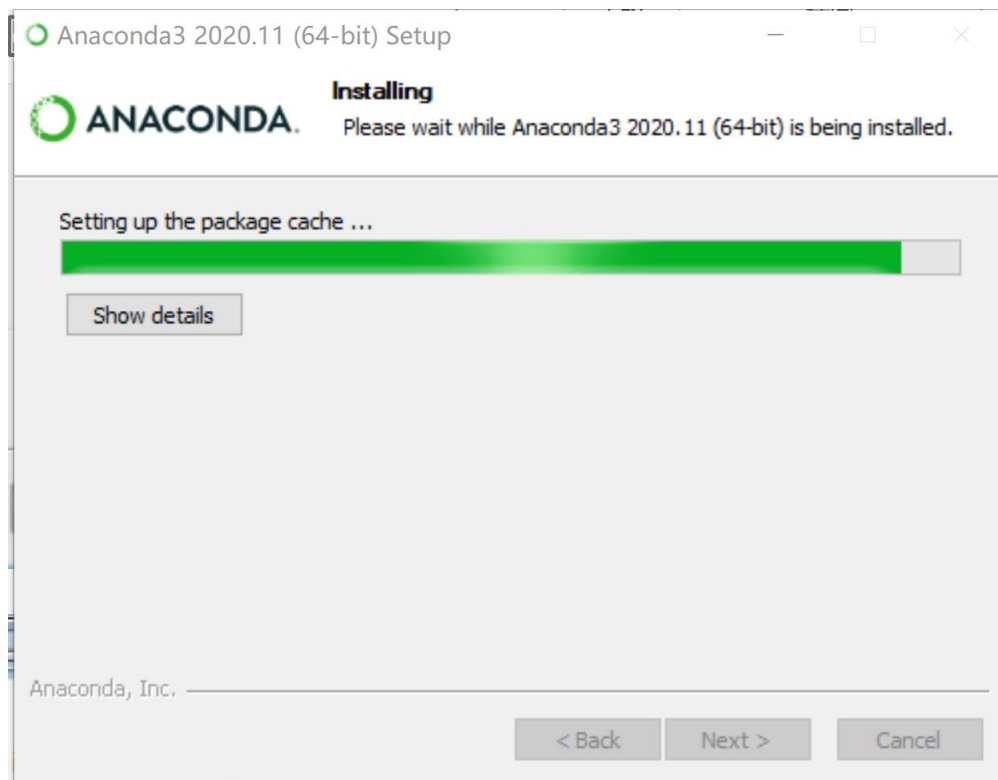 Anaconda3 2020.11 (64-bit) Setup
ANACONDA.
Installing
Please wait while Anaconda3 2020.11 (64-bit) is being installed.
Setting up the package cache ...
Show details
Anaconda, Inc.
< Back
Next >
Cancel